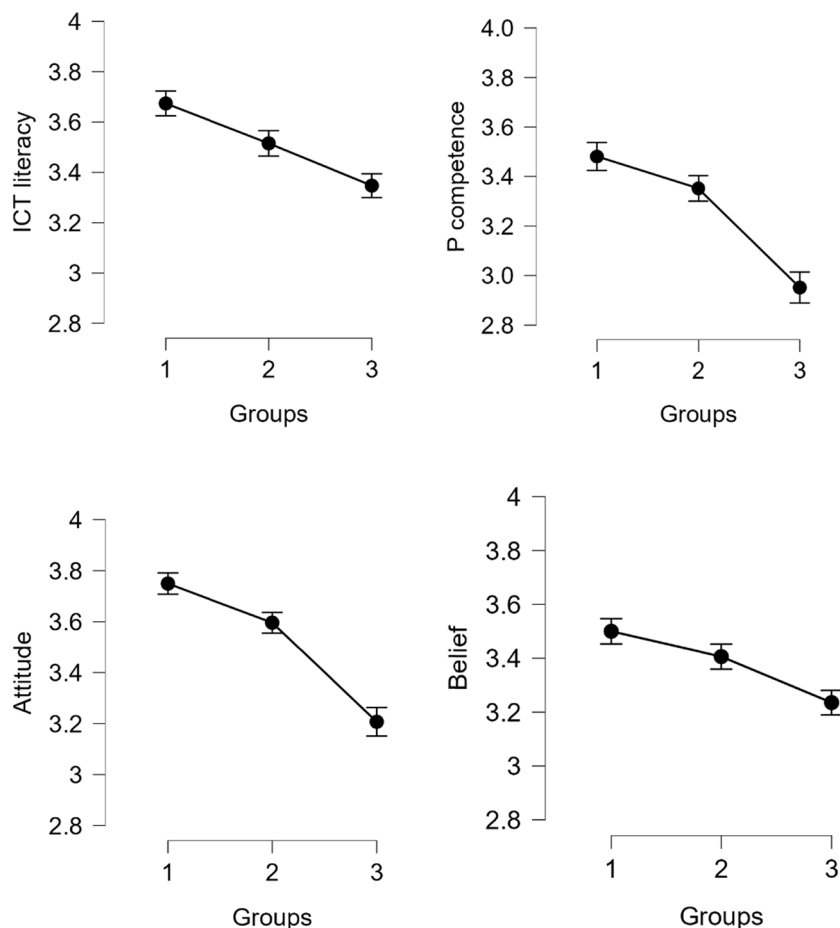 ICT literacy
4
3.8
3.6
3.4
3.2
3
2.8
1 2 3
Groups
P competence
4.0
3.8
3.6
3.4
3.2
3.0
2.8
1 2 3
Groups
Attitude
4
3.8
3.6
3.4
3.2
3
2.8
1 2 3
Groups
Belief
4
3.8
3.6
3.4
3.2
3
2.8
1 2 3
Groups